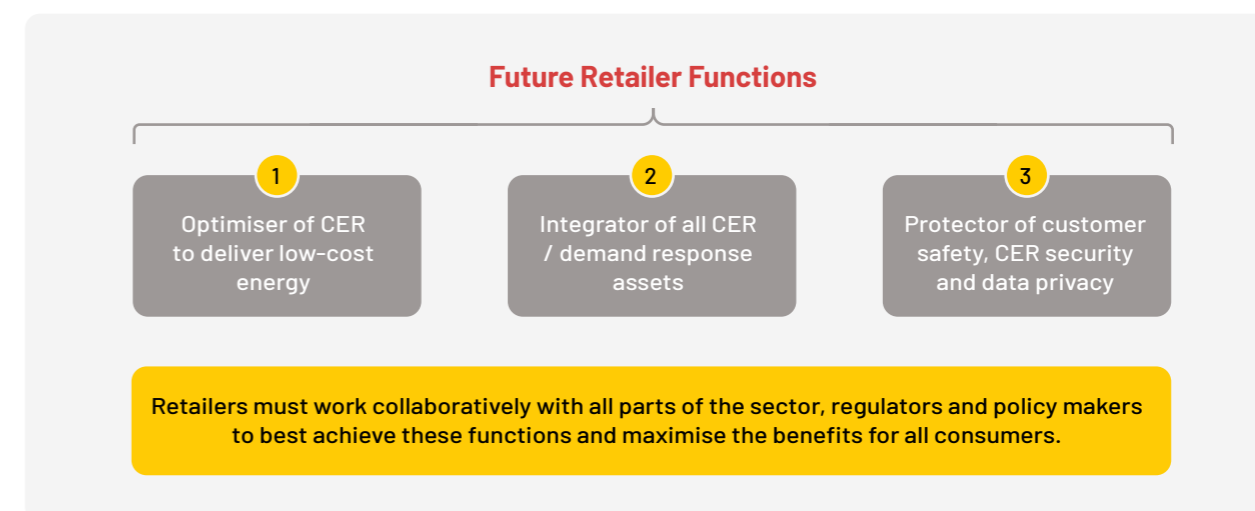 Future Retailer Functions
1
Optimiser of CER
to deliver low-cost
energy
2
Integrator of all CER
/ demand response
assets
3
Protector of customer
safety, CER security
and data privacy
Retailers must work collaboratively with all parts of the sector, regulators and policy makers
to best achieve these functions and maximise the benefits for all consumers.